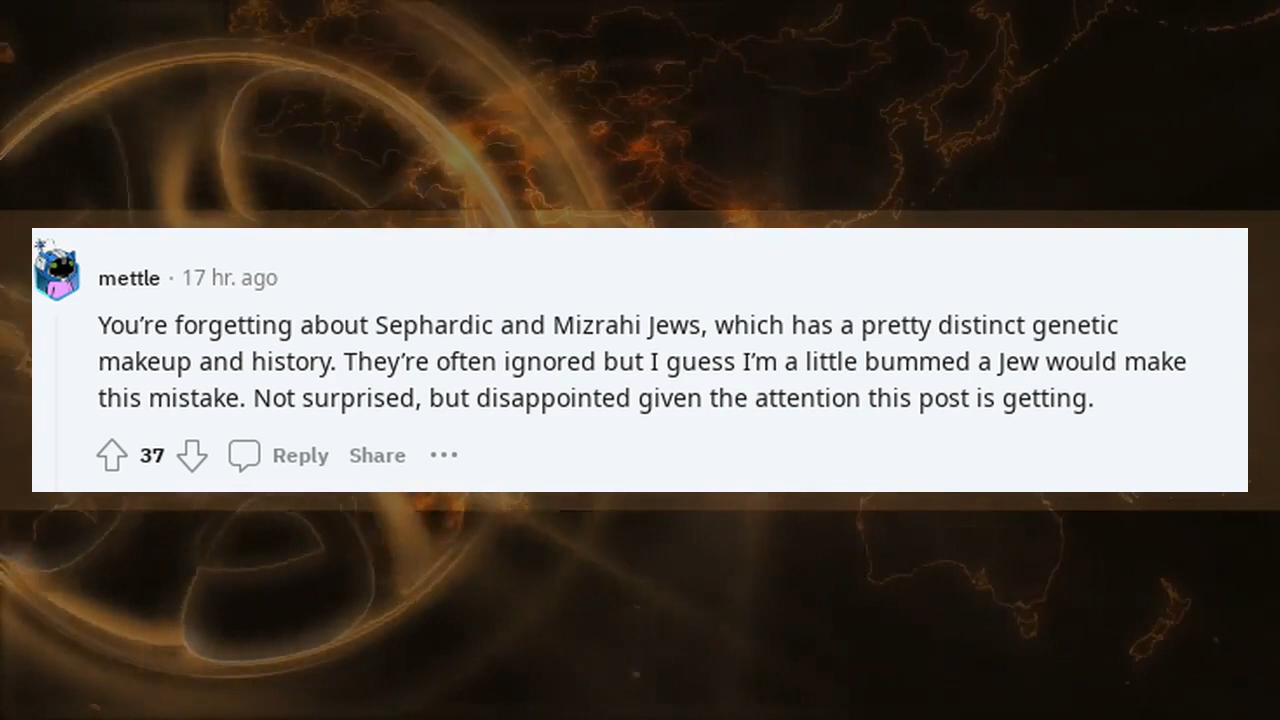 mettle · 17 hr. ago
You’re forgetting about Sephardic and Mizrahi Jews, which has a pretty distinct genetic
makeup and history. They’re often ignored but I guess I’m a little bummed a Jew would make
this mistake. Not surprised, but disappointed given the attention this post is getting.
37 Reply Share •••